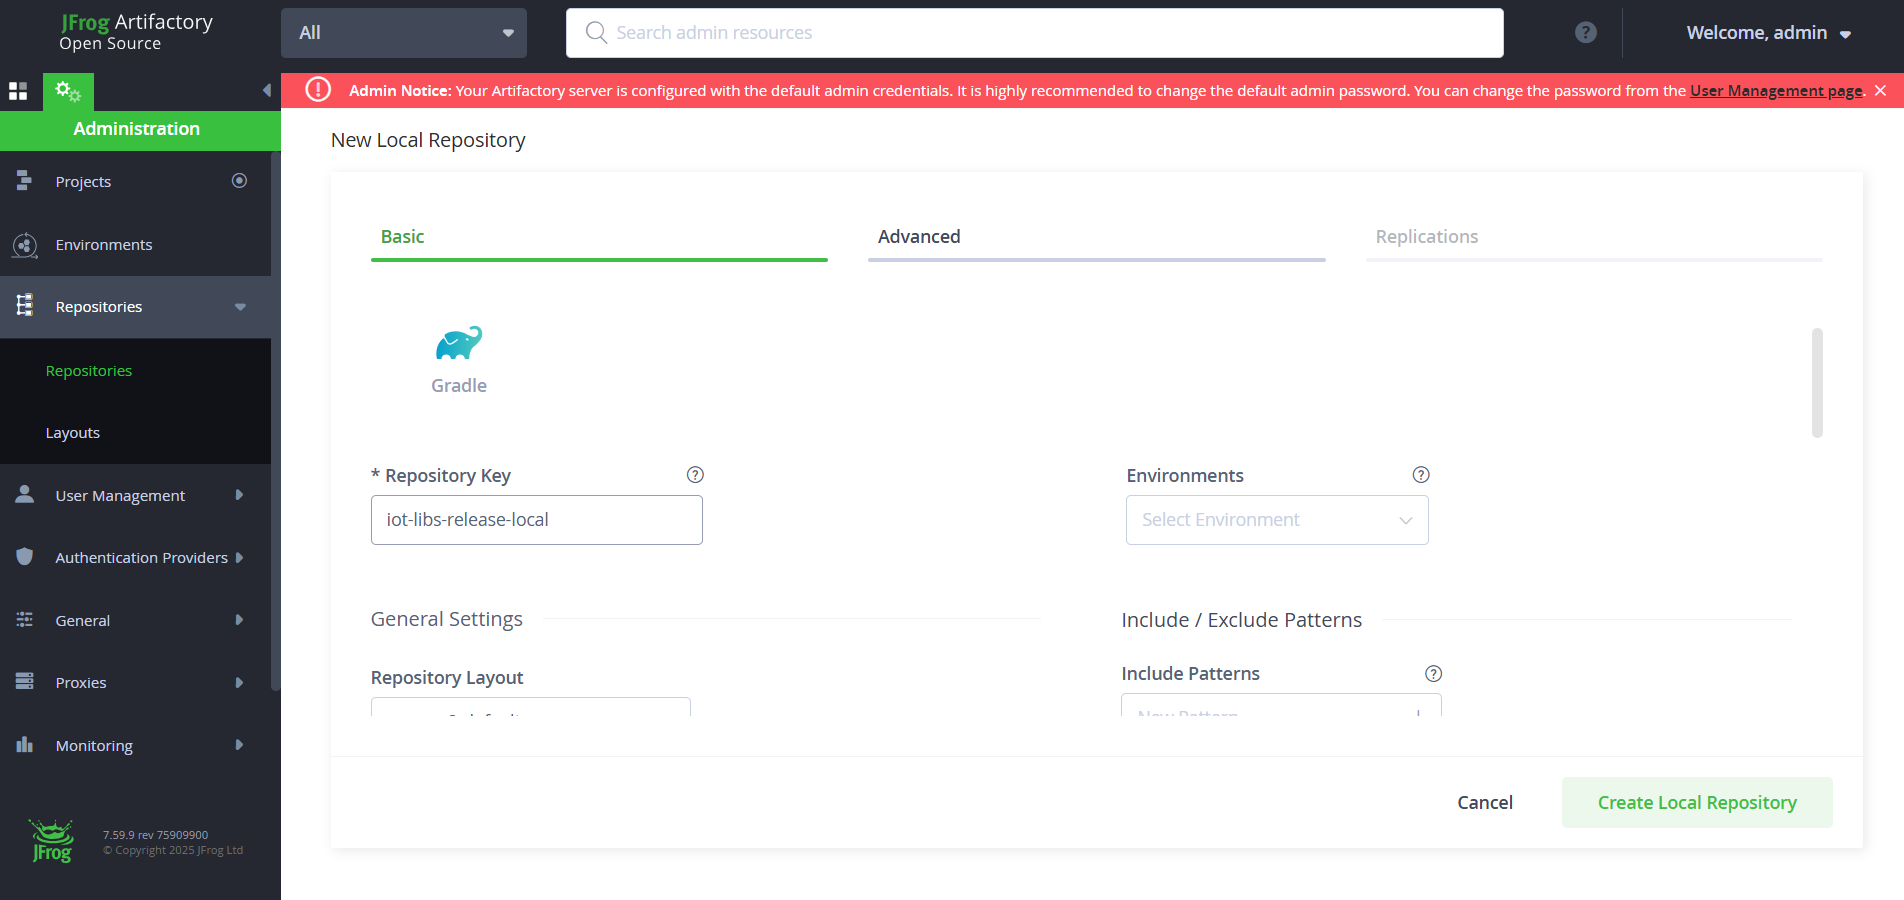 JFrog Artifactory
Open Source
All
Search admin resources
?
Welcome, admin
Admin Notice: Your Artifactory server is configured with the default admin credentials. It is highly recommended to change the default admin password. You can change the password from the User Management page.
Administration
Projects
Environments
Repositories
Repositories
Layouts
User Management
Authentication Providers
General
Proxies
Monitoring
JFrog
7.59.9 rev 75909900
© Copyright 2025 JFrog Ltd
New Local Repository
Basic
Advanced
Replications
Gradle
* Repository Key
?
Environments
?
iot-libs-release-local
Select Environment
General Settings
Include / Exclude Patterns
Repository Layout
Include Patterns
?
New Pattern
Cancel
Create Local Repository